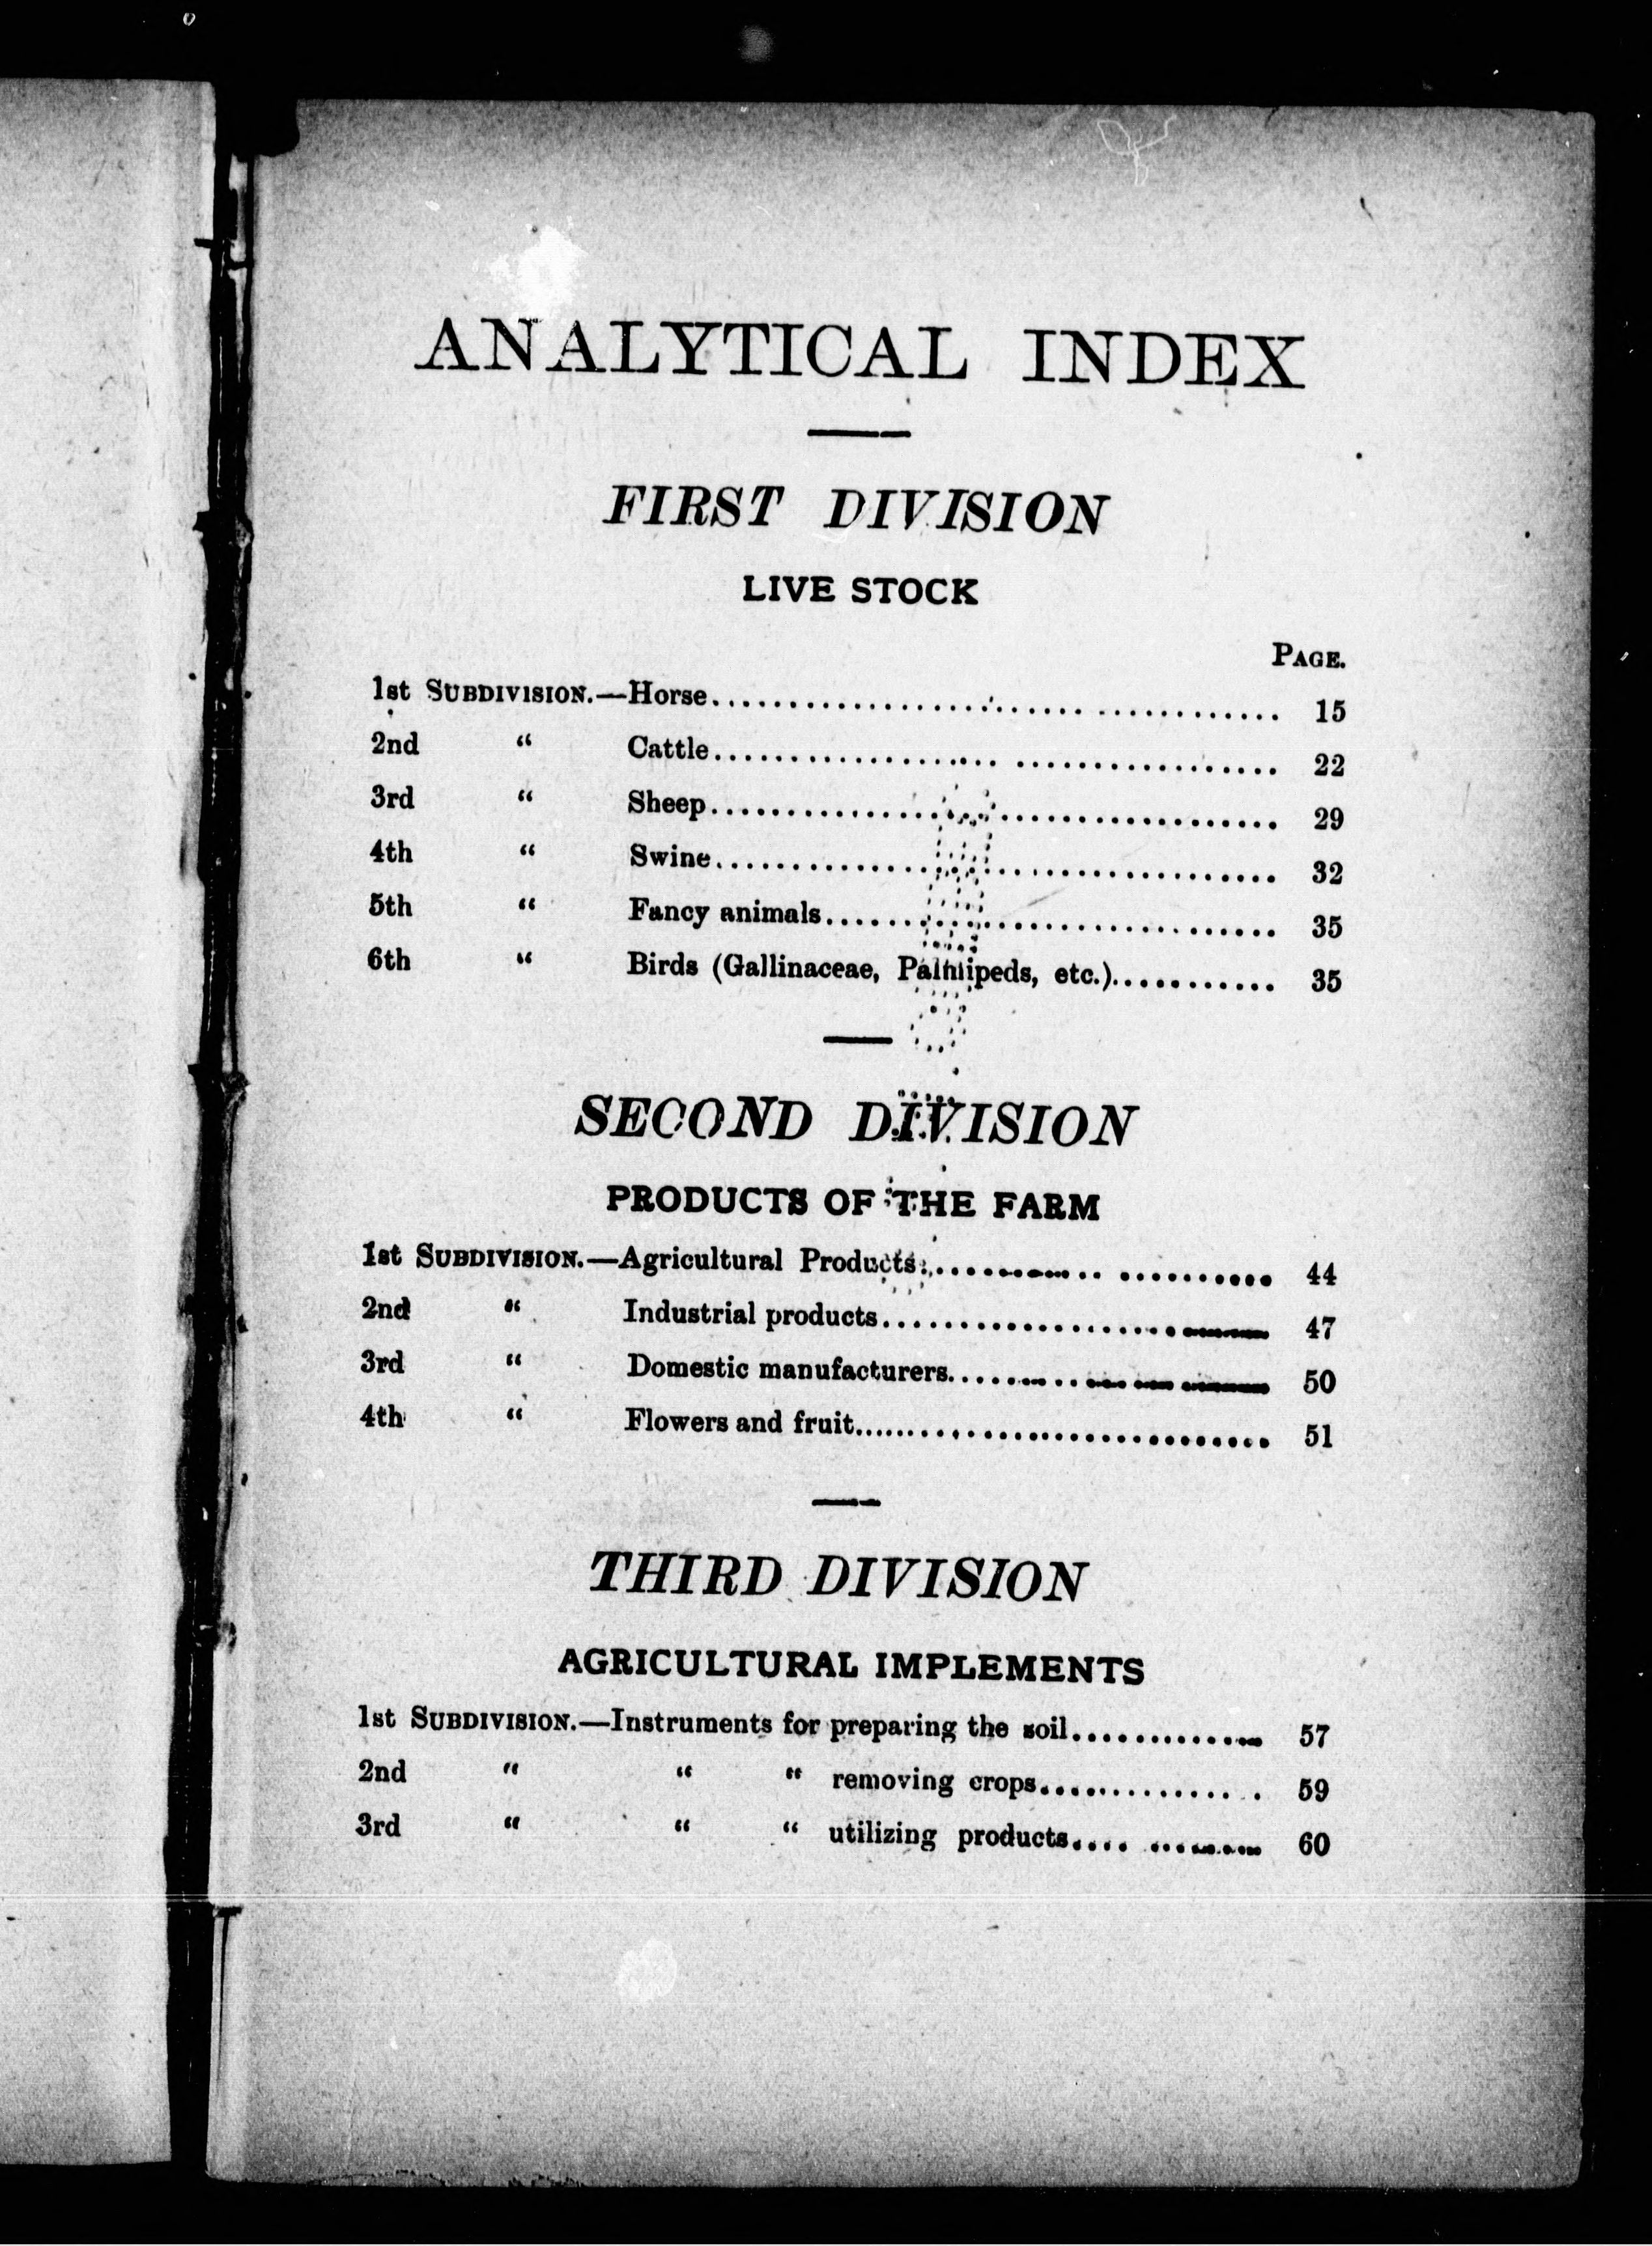 ANALYTICAL INDEX
FIRST DIVISION
LIVE STOCK
PAGE.
1st SUBDIVISION.—Horse........................................ 15
2nd " Cattle........................................ 22
3rd " Sheep........................................ 29
4th " Swine........................................ 32
5th " Fancy animals................................ 35
6th " Birds (Gallinaceae, Palmipeds, etc.)........... 35
SECOND DIVISION
PRODUCTS OF THE FARM
1st SUBDIVISION.—Agricultural Products........................ 44
2nd " Industrial products........................... 47
3rd " Domestic manufacturers........................ 50
4th " Flowers and fruit............................. 51
THIRD DIVISION
AGRICULTURAL IMPLEMENTS
1st SUBDIVISION.—Instruments for preparing the soil.............. 57
2nd " " " removing crops............... 59
3rd " " " utilizing products............ 60